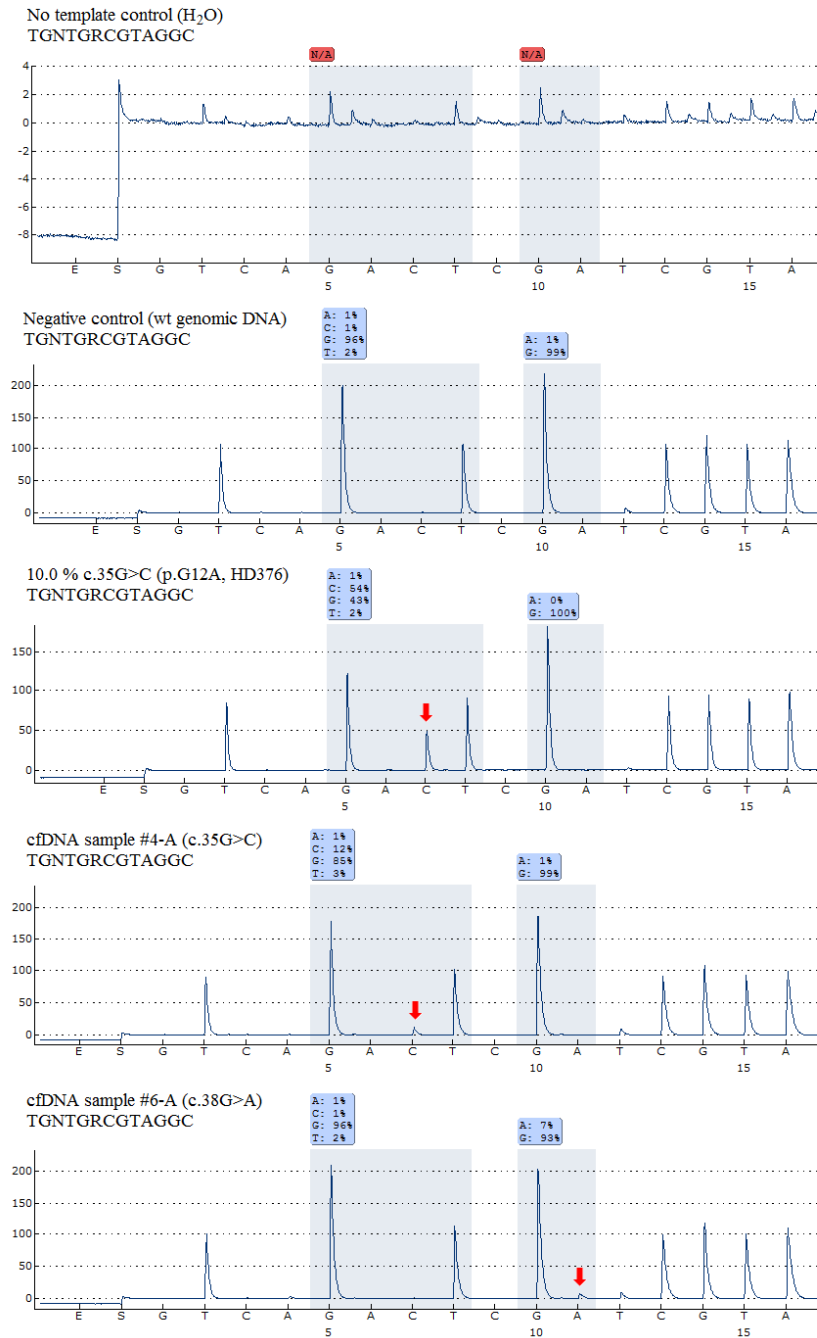 No template control (H₂O)
TGNTGRCGTAGGC
N/A N/A
4
2
0
-2
-4
-6
-8
E S G T C A G A C T C G A T C G T A
5 10 15
Negative control (wt genomic DNA)
TGNTGRCGTAGGC
A: 1%
C: 1%
G: 96%
T: 2%
A: 1%
G: 99%
200
150
100
50
0
E S G T C A G A C T C G A T C G T A
5 10 15
10.0 % c.35G>C (p.G12A, HD376)
TGNTGRCGTAGGC
A: 1%
C: 54%
G: 43%
T: 2%
A: 0%
G: 100%
150
100
50
0
E S G T C A G A C T C G A T C G T A
5 10 15
cfDNA sample #4-A (c.35G>C)
TGNTGRCGTAGGC
A: 1%
C: 12%
G: 85%
T: 3%
A: 1%
G: 99%
200
150
100
50
0
E S G T C A G A C T C G A T C G T A
5 10 15
cfDNA sample #6-A (c.38G>A)
TGNTGRCGTAGGC
A: 1%
C: 1%
G: 96%
T: 2%
A: 7%
G: 93%
200
150
100
50
0
E S G T C A G A C T C G A T C G T A
5 10 15